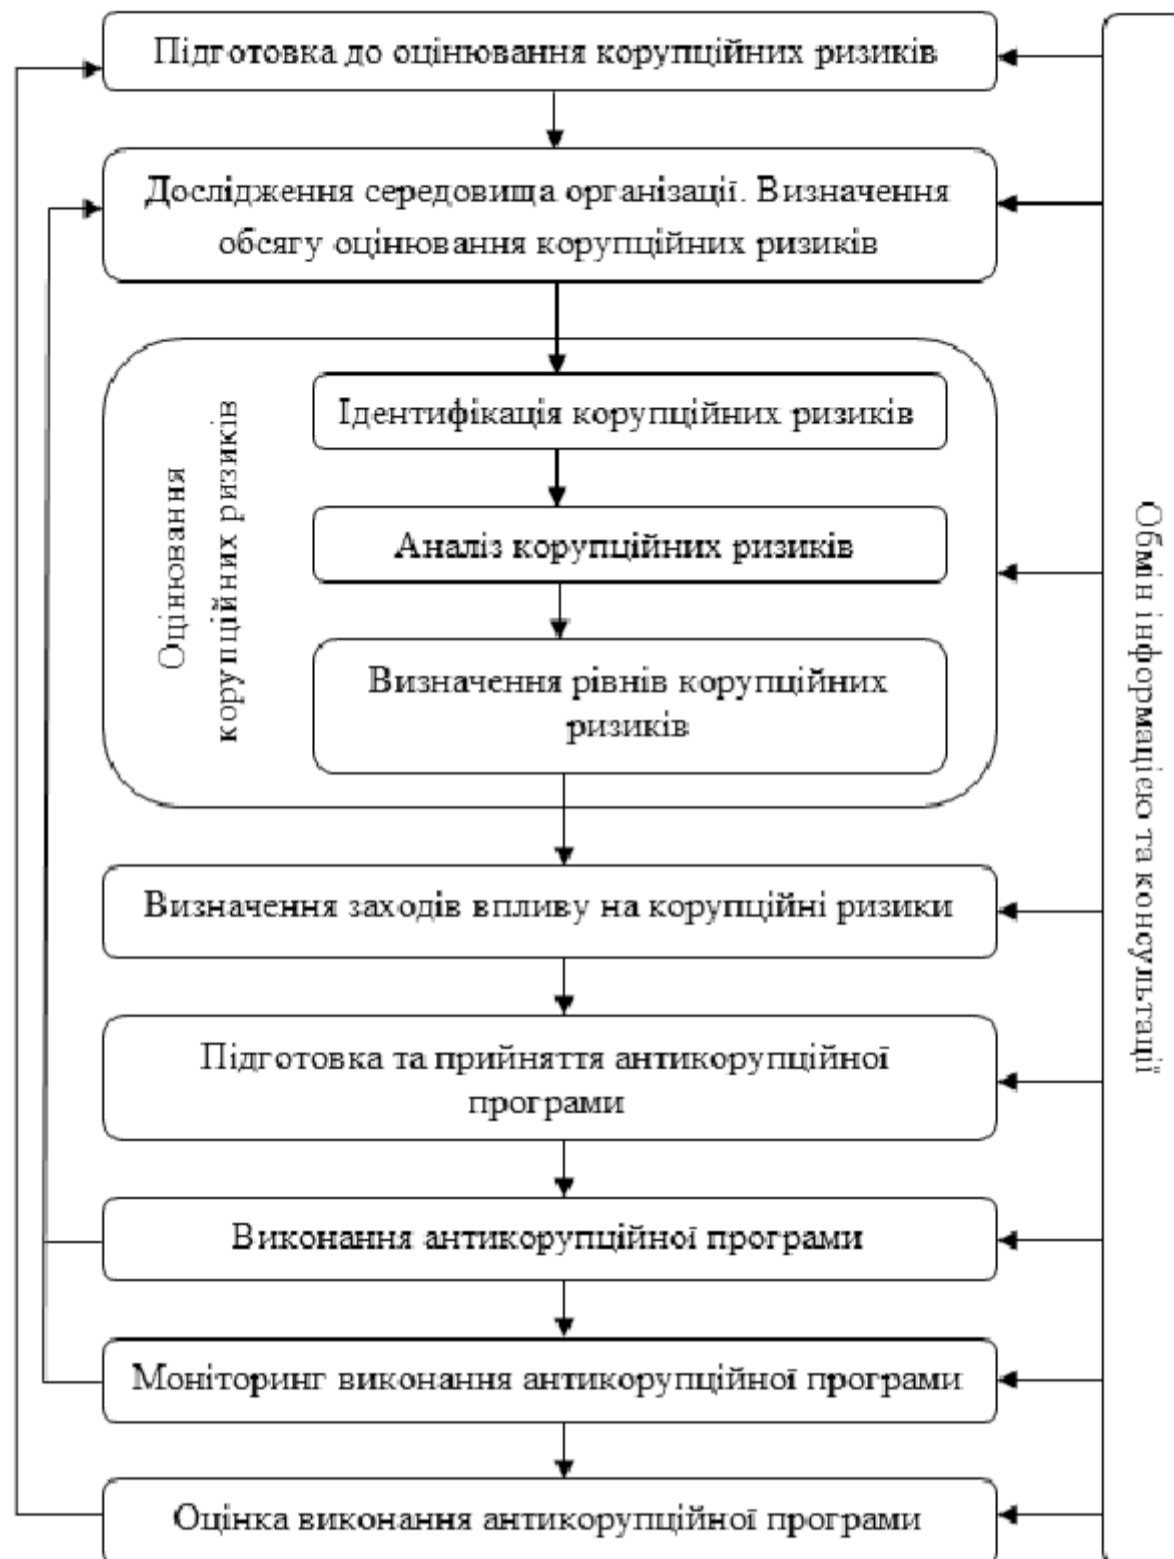 Підготовка до оцінювання корупційних ризиків
Дослідження середовища організації. Визначення
обсягу оцінювання корупційних ризиків
Оцінювання
корупційних ризиків
Ідентифікація корупційних ризиків
Аналіз корупційних ризиків
Визначення рівнів корупційних
ризиків
Визначення заходів впливу на корупційні ризики
Підготовка та прийняття антикорупційної
програми
Виконання антикорупційної програми
Моніторинг виконання антикорупційної програми
Оцінка виконання антикорупційної програми
Обмін інформацією та консультації